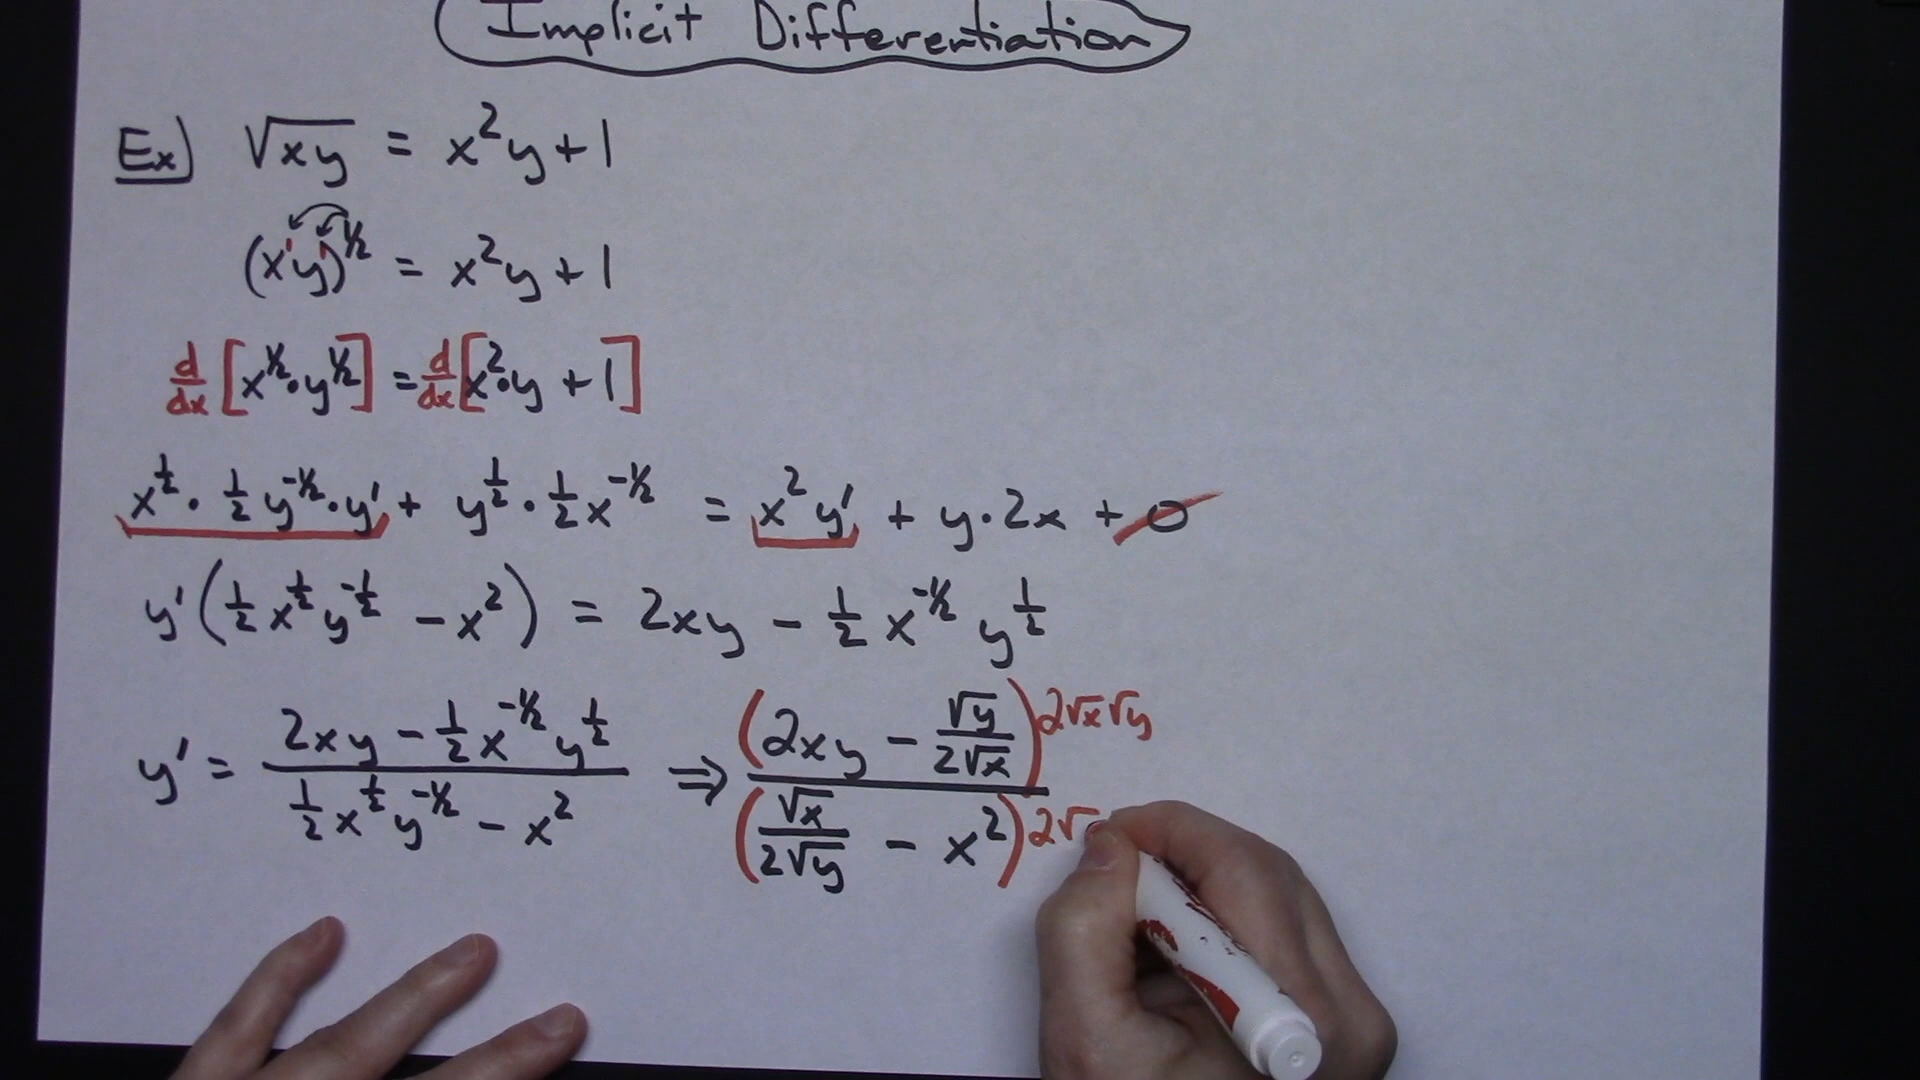 Implicit Differentiation
Ex) √xy = x²y + 1
(x¹y¹)^½ = x²y + 1
d/dx [x^½ · y^½] = d/dx [x² · y + 1]
x^½ · ½ y^-½ · y' + y^½ · ½ x^-½ = x² y' + y · 2x + 0
y' (½ x^½ y^-½ - x²) = 2xy - ½ x^-½ y^½
y' = (2xy - ½ x^-½ y^½)/(½ x^½ y^-½ - x²) ⇒ (2xy - √y/(2√x)) 2√x√y / (√x/(2√y) - x²) 2√